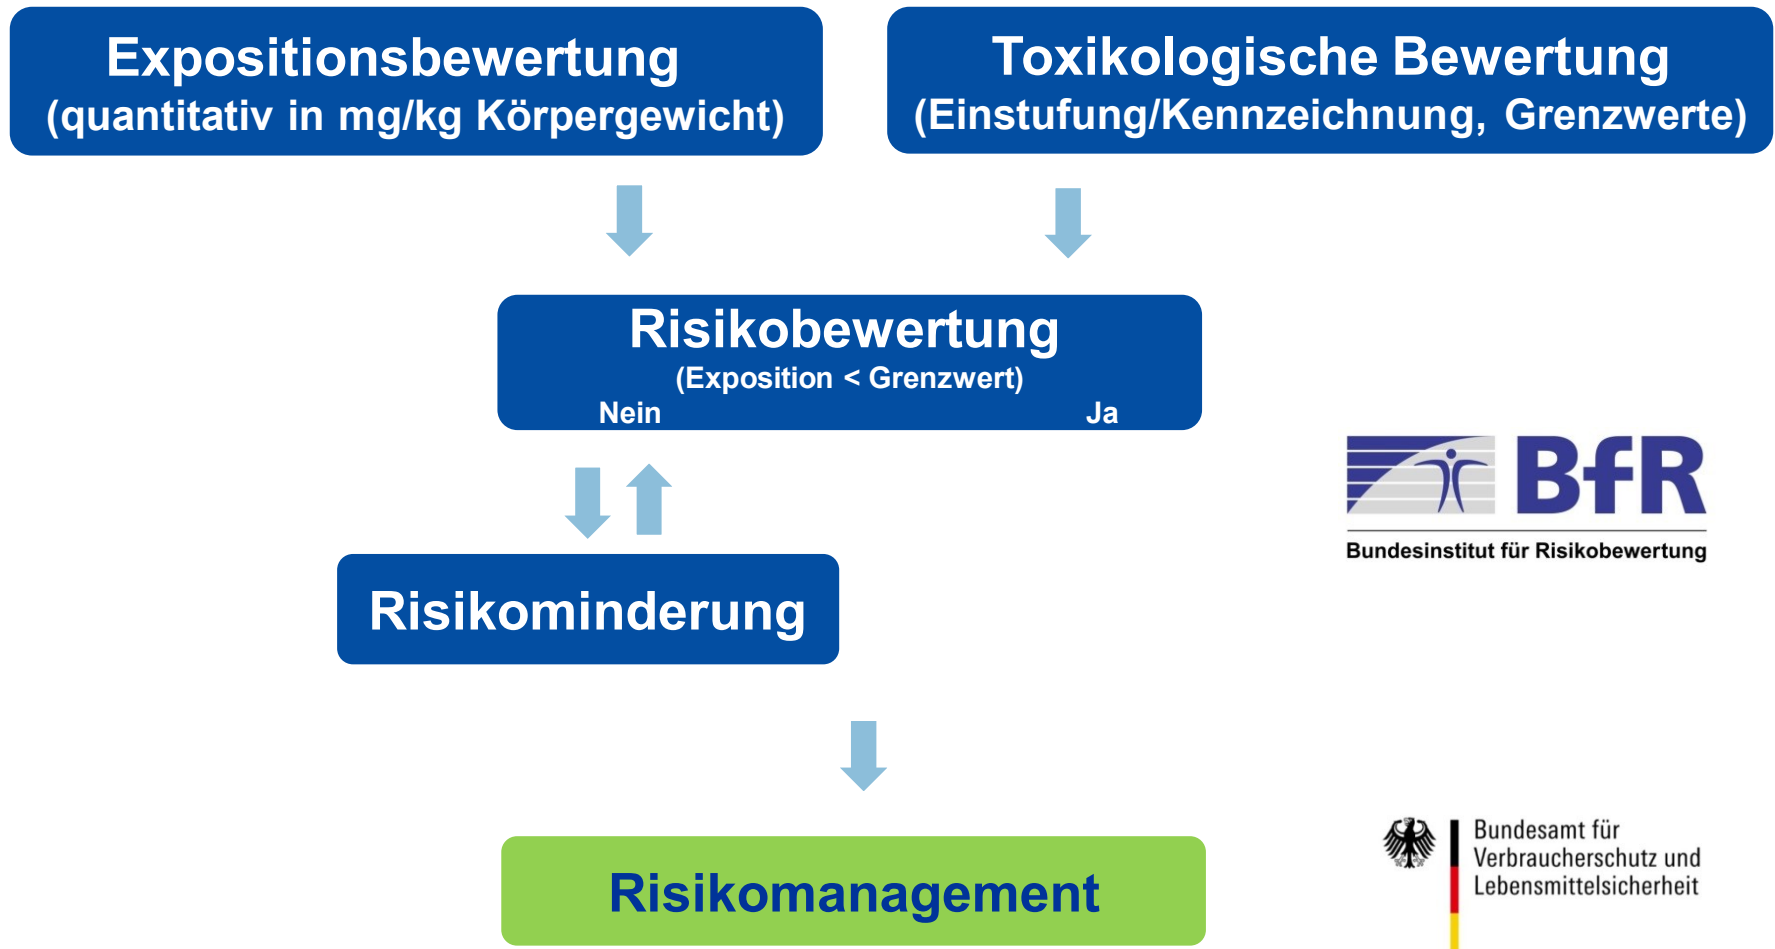 Expositionsbewertung
(quantitativ in mg/kg Körpergewicht)
Toxikologische Bewertung
(Einstufung/Kennzeichnung, Grenzwerte)
Risikobewertung
(Exposition < Grenzwert)
Nein Ja
BfR
Bundesinstitut für Risikobewertung
Risikominderung
Risikomanagement
Bundesamt für
Verbraucherschutz und
Lebensmittelsicherheit